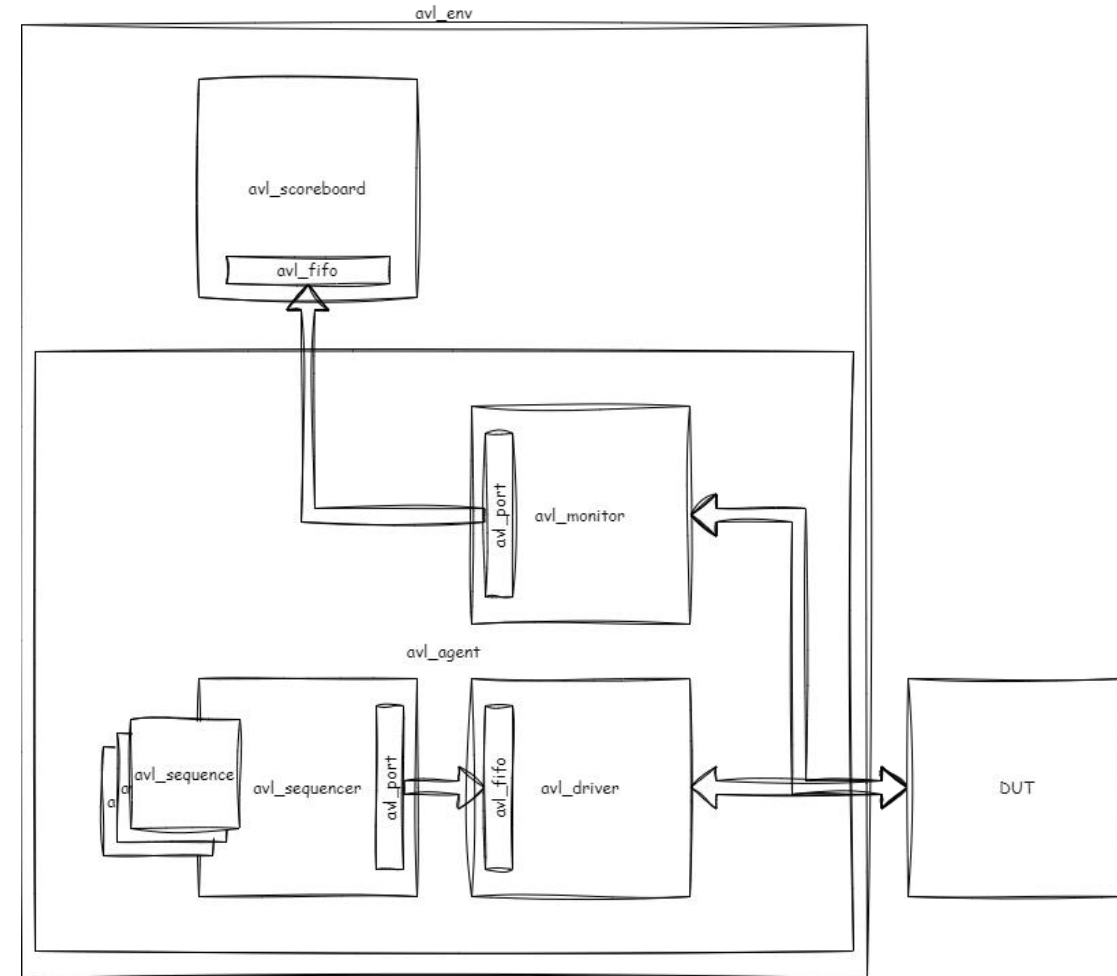 avl_env
avl_scoreboard
avl_fifo
avl_port
avl_monitor
avl_agent
a
a
avl_sequence
avl_sequencer
avl_port
avl_fifo
avl_driver
DUT